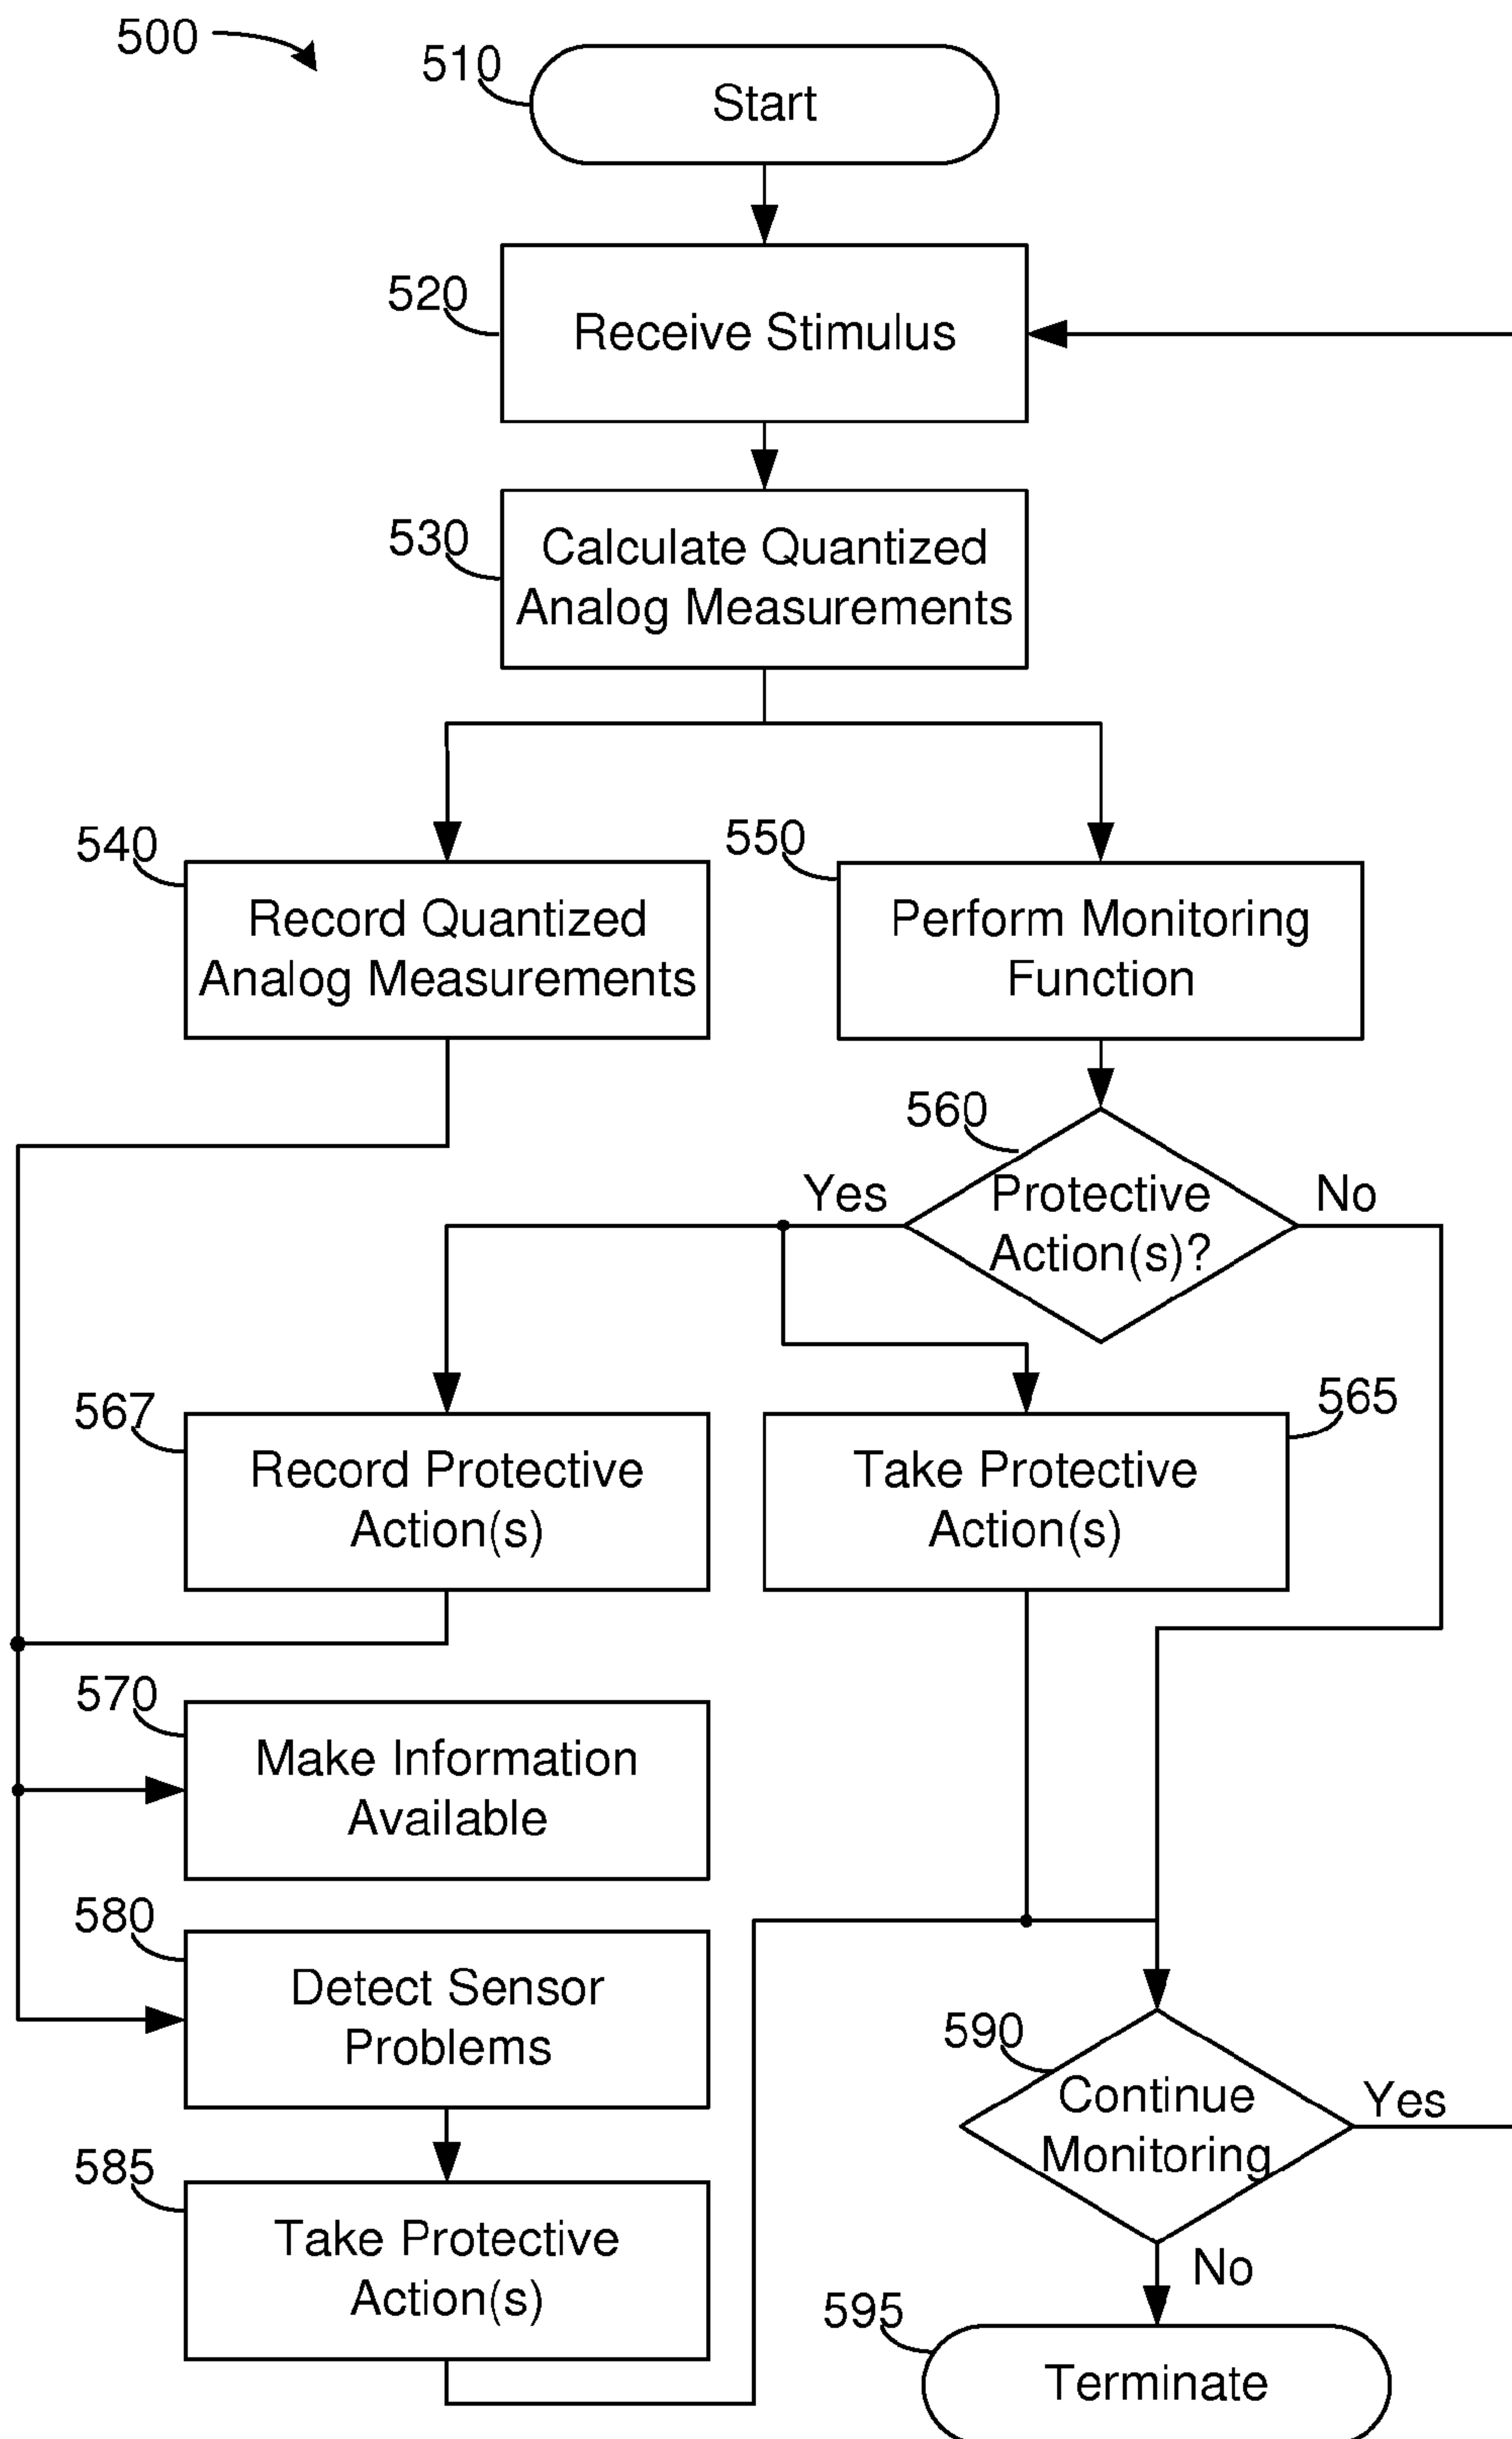 500
510
Start
520
Receive Stimulus
530
Calculate Quantized
Analog Measurements
540
Record Quantized
Analog Measurements
550
Perform Monitoring
Function
560
Protective
Action(s)?
Yes
No
567
Record Protective
Action(s)
565
Take Protective
Action(s)
570
Make Information
Available
580
Detect Sensor
Problems
585
Take Protective
Action(s)
590
Continue
Monitoring
Yes
No
595
Terminate